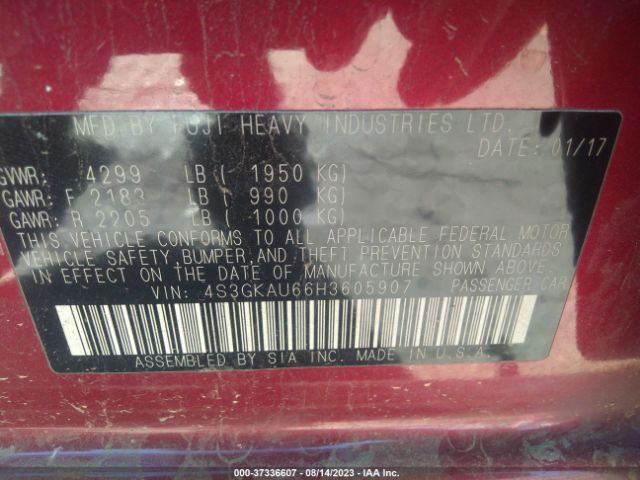 MFD. BY FUJI HEAVY INDUSTRIES LTD.
DATE: 01/17
GVWR: 4299 LB ( 1950 KG)
GAWR: F 2183 LB ( 990 KG)
GAWR: R 2205 LB ( 1000 KG)
THIS VEHICLE CONFORMS TO ALL APPLICABLE FEDERAL MOTOR
VEHICLE SAFETY, BUMPER, AND THEFT PREVENTION STANDARDS
IN EFFECT ON THE DATE OF MANUFACTURE SHOWN ABOVE.
VIN: 4S3GKAU66H3605907 PASSENGER CAR
ASSEMBLED BY SIA INC. MADE IN U.S.A.
000-37336607 - 08/14/2023 - IAA Inc.